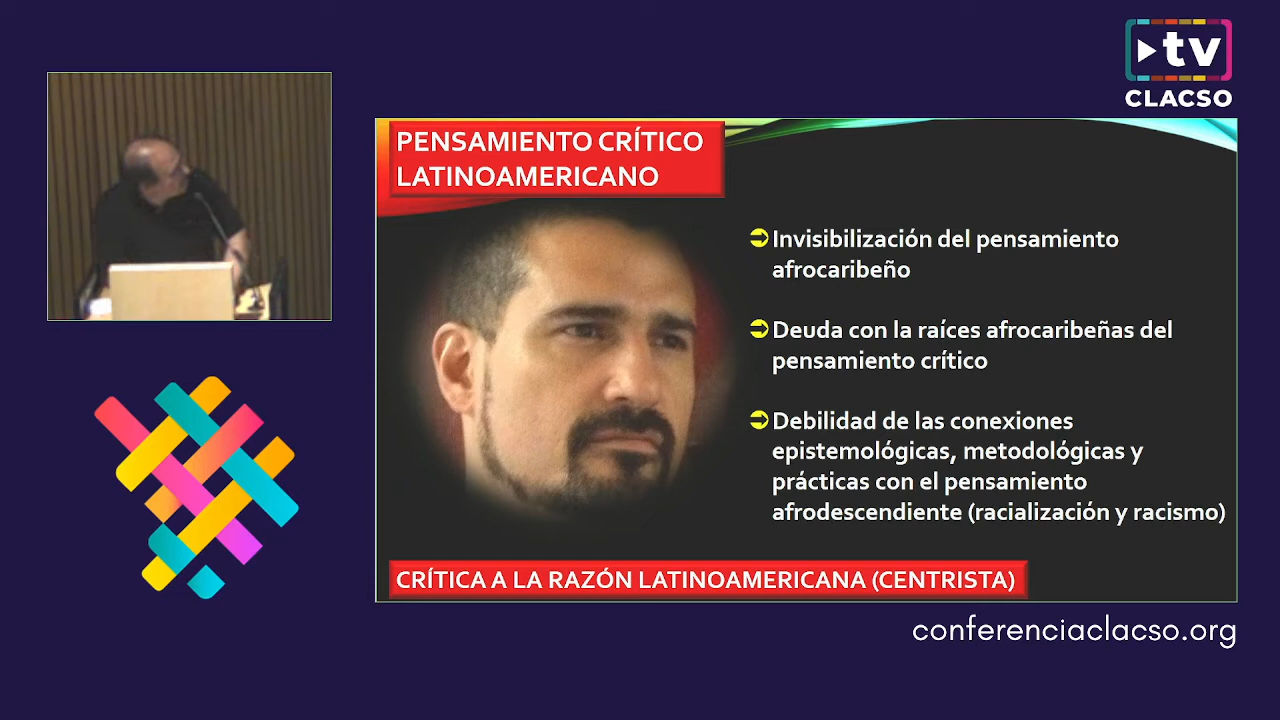 tv
CLACSO
PENSAMIENTO CRÍTICO
LATINOAMERICANO
Invisibilización del pensamiento
afrocaribeño
Deuda con la raíces afrocaribeñas del
pensamiento crítico
Debilidad de las conexiones
epistemológicas, metodológicas y
prácticas con el pensamiento
afrodescendiente (racialización y racismo)
CRÍTICA A LA RAZÓN LATINOAMERICANA (CENTRISTA)
conferenciaclacso.org